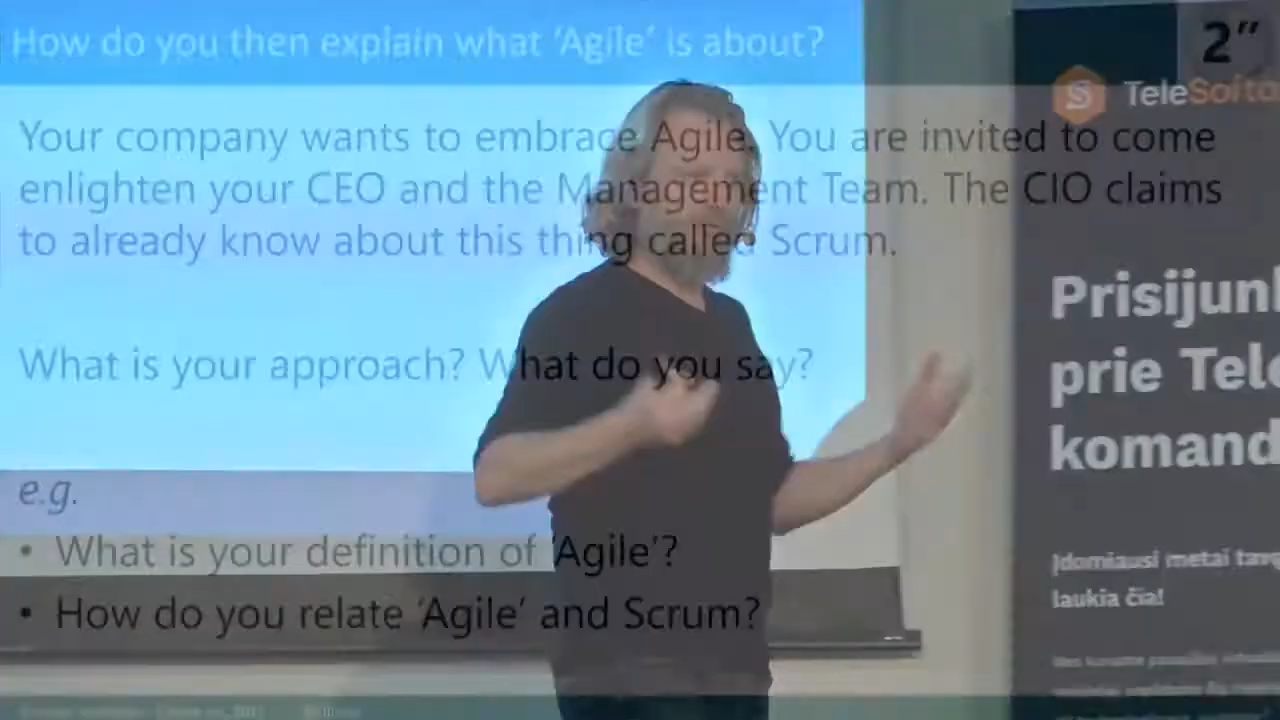 How do you then explain what ‘Agile’ is about?
2”
TeleSofto
Your company wants to embrace Agile. You are invited to come
enlighten your CEO and the Management Team. The CIO claims
to already know about this thing called Scrum.
Prisijunk
prie Tele
komand
What is your approach? What do you say?
e.g.
• What is your definition of ‘Agile’?
• How do you relate ‘Agile’ and Scrum?
Įdomiausi metai tavo
laukia čia!